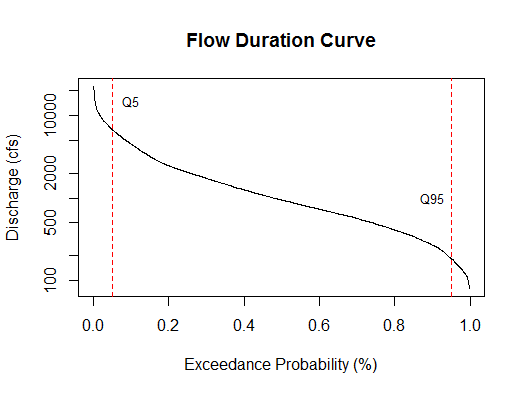 Flow Duration Curve
Discharge (cfs)
10000
2000
500
100
Q5
Q95
0.0 0.2 0.4 0.6 0.8 1.0
Exceedance Probability (%)